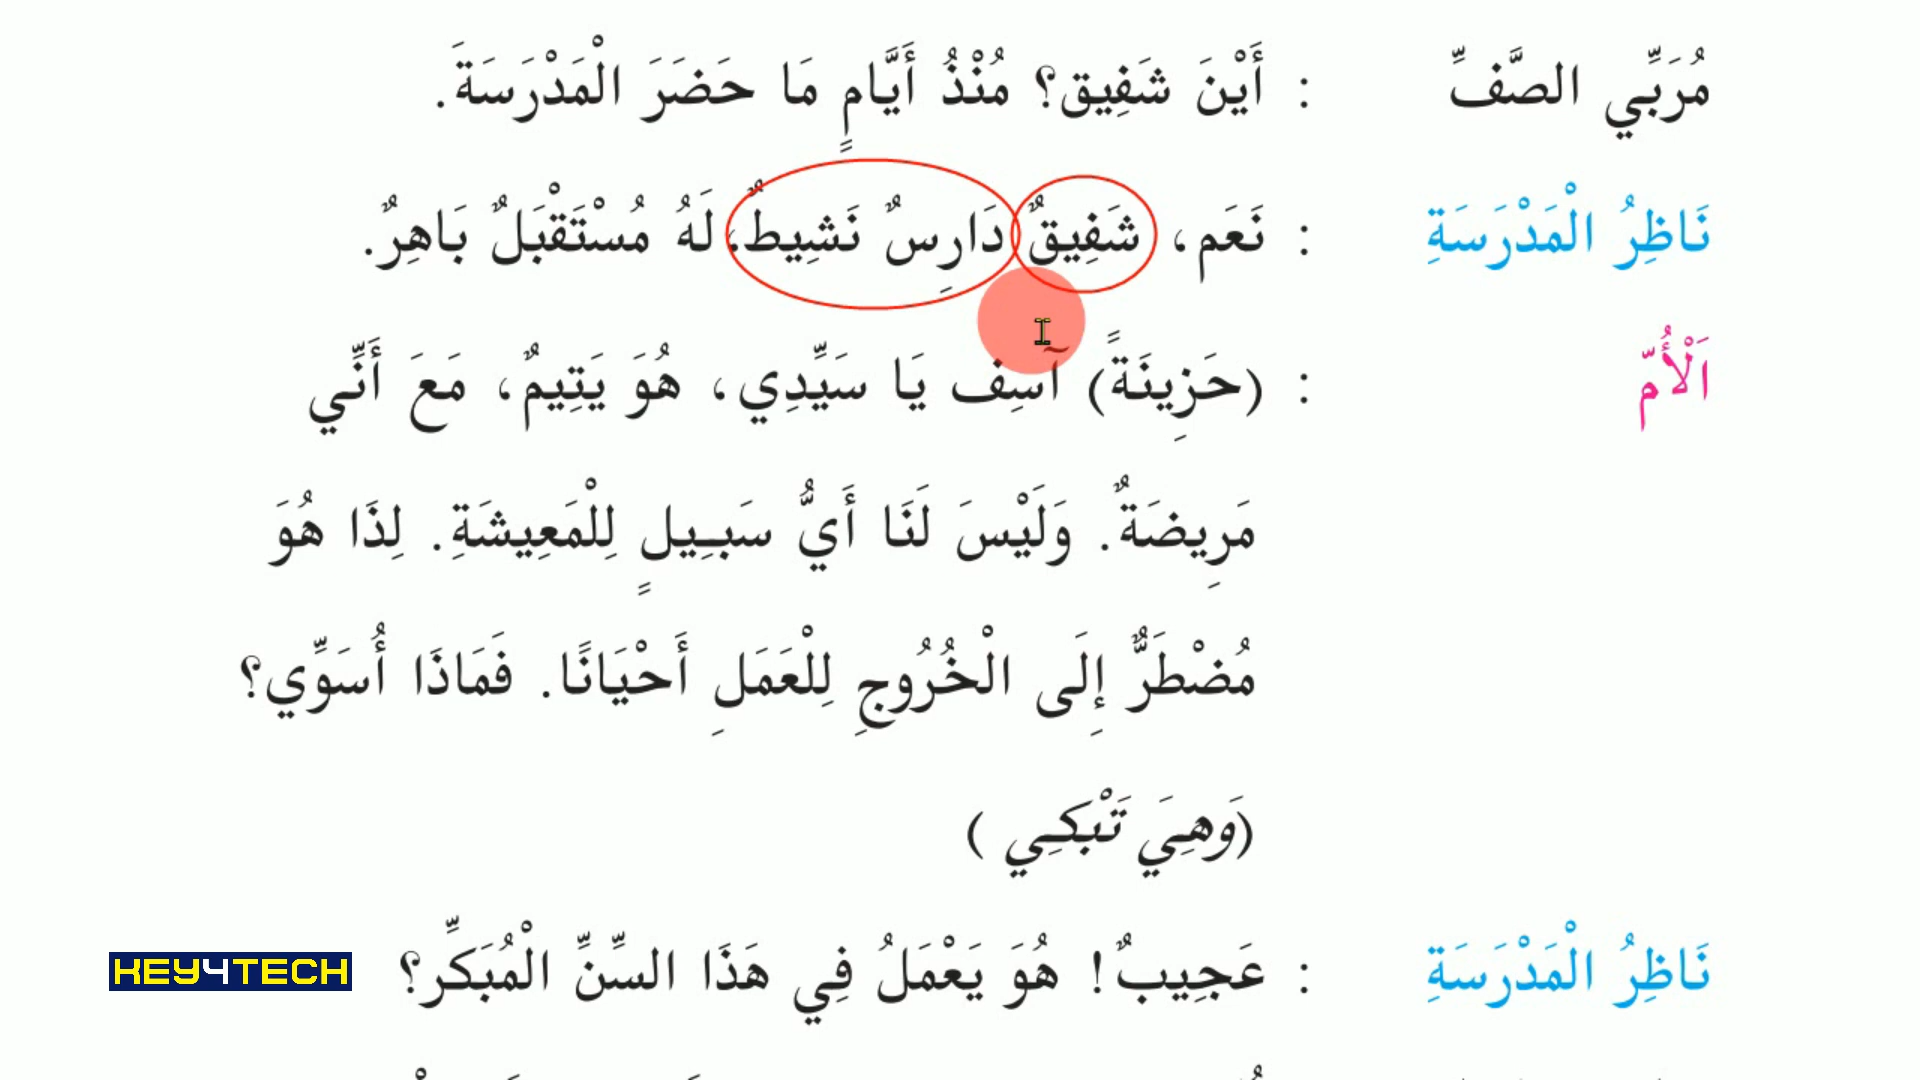 مُرَبِّي الصَّفِّ : أَيْنَ شَفِيق؟ مُنْذُ أَيَّامٍ مَا حَضَرَ الْمَدْرَسَةَ.
نَاظِرُ الْمَدْرَسَةِ : نَعَم، شَفِيقٌ دَارِسٌ نَشِيطٌ، لَهُ مُسْتَقْبَلٌ بَاهِرٌ.
اَلْأُمّ : (حَزِينَةً) آسِف يَا سَيِّدِي، هُوَ يَتِيمٌ، مَعَ أَنِّي
مَرِيضَةٌ. وَلَيْسَ لَنَا أَيُّ سَبِيلٍ لِلْمَعِيشَةِ. لِذَا هُوَ
مُضْطَرٌّ إِلَى الْخُرُوجِ لِلْعَمَلِ أَحْيَانًا. فَمَاذَا أُسَوِّي؟
(وَهِيَ تَبْكِي )
نَاظِرُ الْمَدْرَسَةِ : عَجِيبٌ! هُوَ يَعْمَلُ فِي هَذَا السِّنِّ الْمُبَكِّرِ؟
KEY4TECH